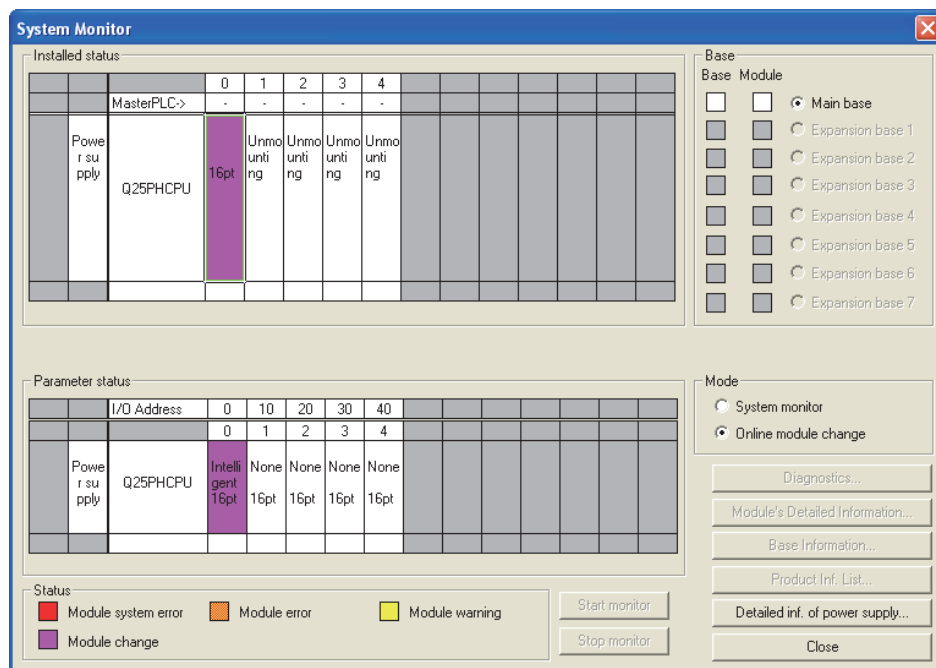 System Monitor
Installed status
0 1 2 3 4
MasterPLC-> - - - - -
Powe
r su
pply
Q25PHCPU
16pt
Unmo
unti
ng
Unmo
unti
ng
Unmo
unti
ng
Unmo
unti
ng
Base
Base Module
Main base
Expansion base 1
Expansion base 2
Expansion base 3
Expansion base 4
Expansion base 5
Expansion base 6
Expansion base 7
Parameter status
I/O Address 0 10 20 30 40
0 1 2 3 4
Powe
r su
pply
Q25PHCPU
Intelli
gent
16pt
None
16pt
None
16pt
None
16pt
None
16pt
Mode
System monitor
Online module change
Diagnostics...
Module's Detailed Information...
Base Information...
Product Inf. List...
Detailed inf. of power supply...
Close
Status
Module system error
Module error
Module warning
Module change
Start monitor
Stop monitor